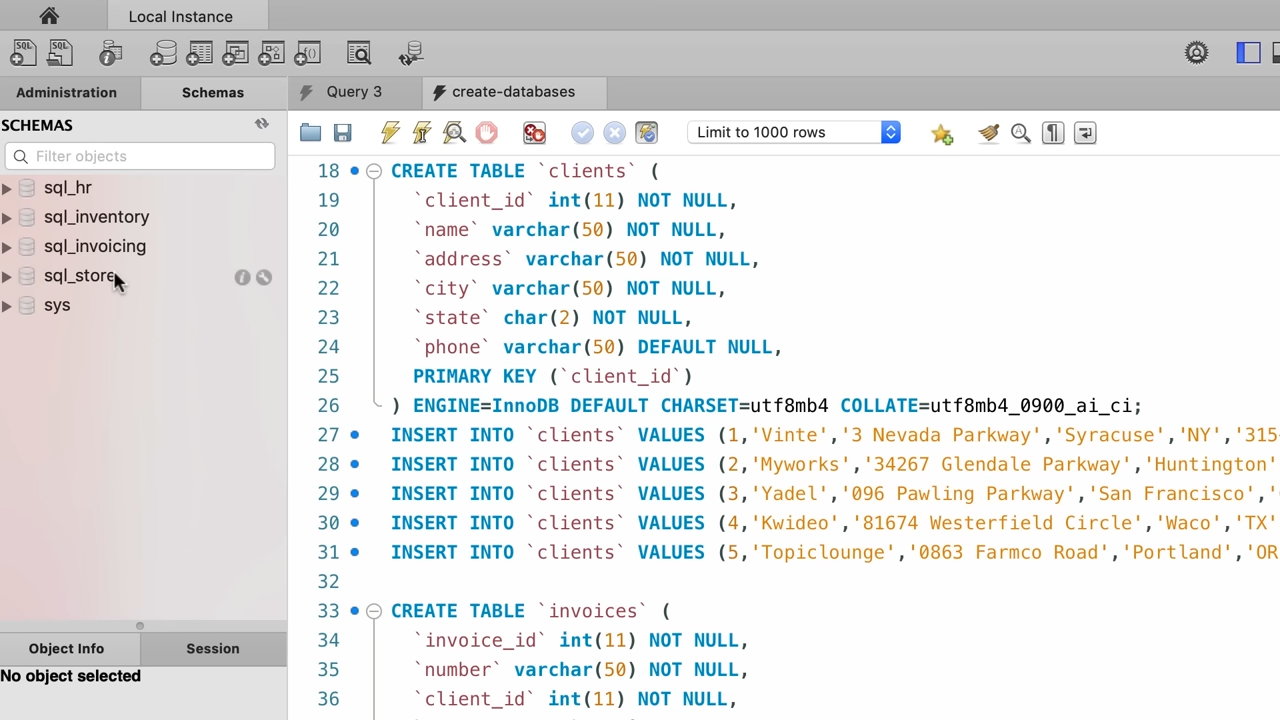 Local Instance
Administration
Schemas
Query 3
create-databases
SCHEMAS
Filter objects
Limit to 1000 rows
sql_hr
sql_inventory
sql_invoicing
sql_store
sys
18 CREATE TABLE `clients` (
19 `client_id` int(11) NOT NULL,
20 `name` varchar(50) NOT NULL,
21 `address` varchar(50) NOT NULL,
22 `city` varchar(50) NOT NULL,
23 `state` char(2) NOT NULL,
24 `phone` varchar(50) DEFAULT NULL,
25 PRIMARY KEY (`client_id`)
26 ) ENGINE=InnoDB DEFAULT CHARSET=utf8mb4 COLLATE=utf8mb4_0900_ai_ci;
27 INSERT INTO `clients` VALUES (1,'Vinte','3 Nevada Parkway','Syracuse','NY','315-
28 INSERT INTO `clients` VALUES (2,'Myworks','34267 Glendale Parkway','Huntington'
29 INSERT INTO `clients` VALUES (3,'Yadel','096 Pawling Parkway','San Francisco','
30 INSERT INTO `clients` VALUES (4,'Kwideo','81674 Westerfield Circle','Waco','TX'
31 INSERT INTO `clients` VALUES (5,'Topiclounge','0863 Farmco Road','Portland','OR
32
33 CREATE TABLE `invoices` (
34 `invoice_id` int(11) NOT NULL,
35 `number` varchar(50) NOT NULL,
36 `client_id` int(11) NOT NULL,
Object Info
Session
No object selected